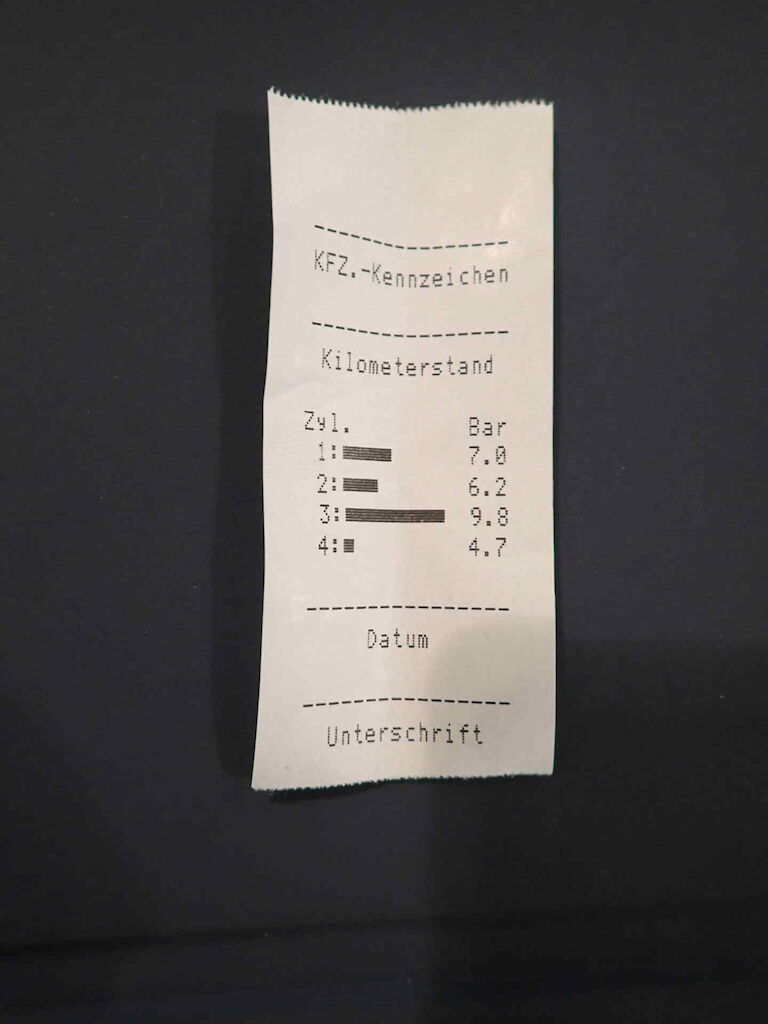 KFZ.-Kennzeichen
Kilometerstand
Zyl. Bar
1: 7.0
2: 6.2
3: 9.8
4: 4.7
Datum
Unterschrift